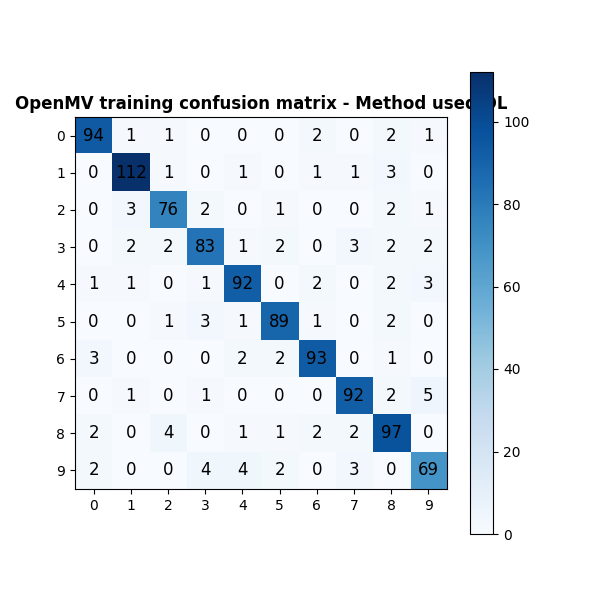 OpenMV training confusion matrix - Method used OL
0 94 1 1 0 0 0 2 0 2 1
1 0 112 1 0 1 0 1 1 3 0
2 0 3 76 2 0 1 0 0 2 1
3 0 2 2 83 1 2 0 3 2 2
4 1 1 0 1 92 0 2 0 2 3
5 0 0 1 3 1 89 1 0 2 0
6 3 0 0 0 2 2 93 0 1 0
7 0 1 0 1 0 0 0 92 2 5
8 2 0 4 0 1 1 2 2 97 0
9 2 0 0 4 4 2 0 3 0 69
0 1 2 3 4 5 6 7 8 9
100
80
60
40
20
0